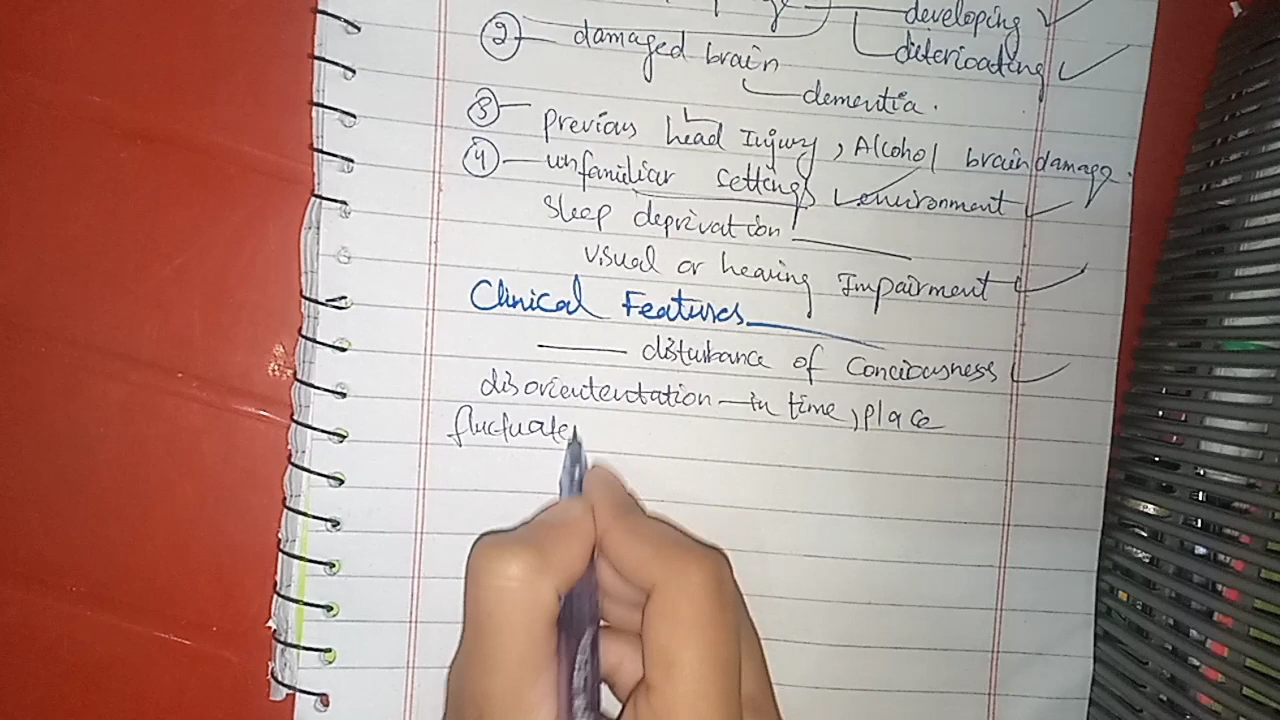 developing
② — damaged brain deterioating
dementia.
③ — previous head Injury, Alcohol brain damage.
④ — unfamiliar settings environment
sleep deprivation
visual or hearing Impairment
Clinical Features
— disturbance of Conciousness
disorientetation — in time, place
fluctuate